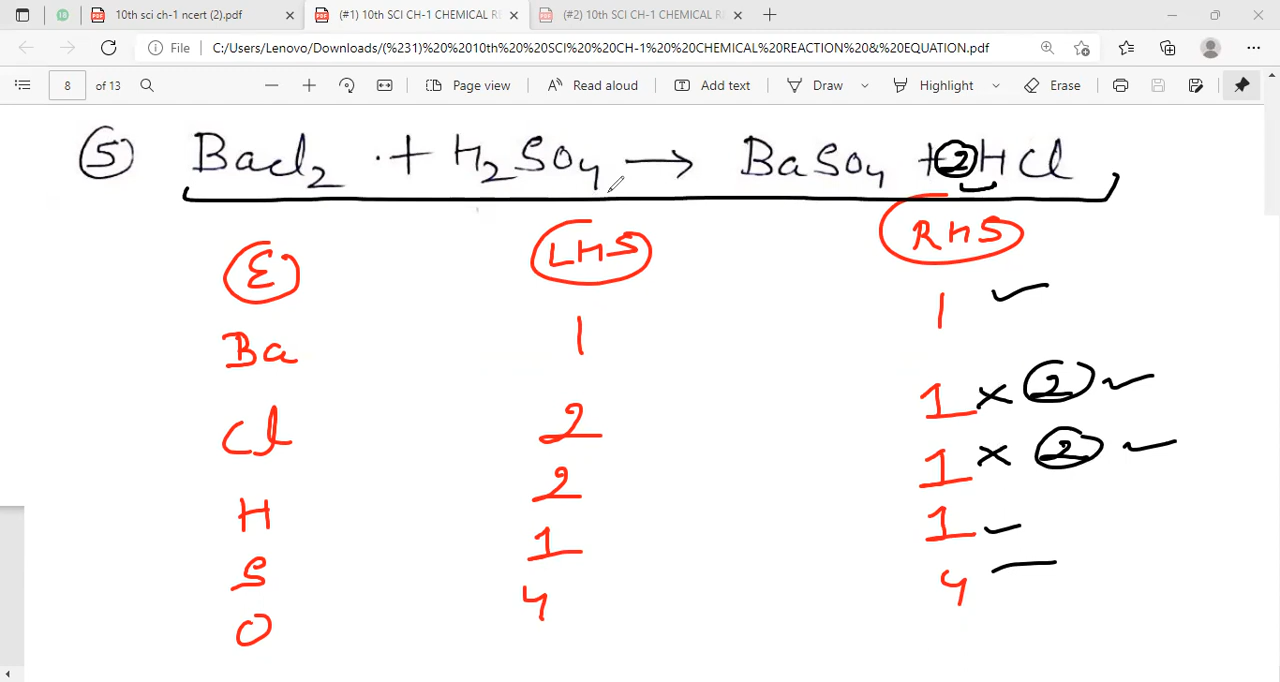 10th sci ch-1 ncert (2).pdf
(#1) 10th SCI CH-1 CHEMICAL RE
(#2) 10th SCI CH-1 CHEMICAL RE
File C:/Users/Lenovo/Downloads/(%231)%20%2010th%20%20SCI%20%20CH-1%20%20CHEMICAL%20REACTION%20&%20EQUATION.pdf
8 of 13 Page view Read aloud Add text Draw Highlight Erase
(5) BaCl2 + H2SO4 → BaSO4 + 2HCl
E LHS RHS
Ba 1 1 ✓
Cl 2 1 × 2 ✓
H 2 1 × 2 ✓
S 1 1 ✓
O 4 4